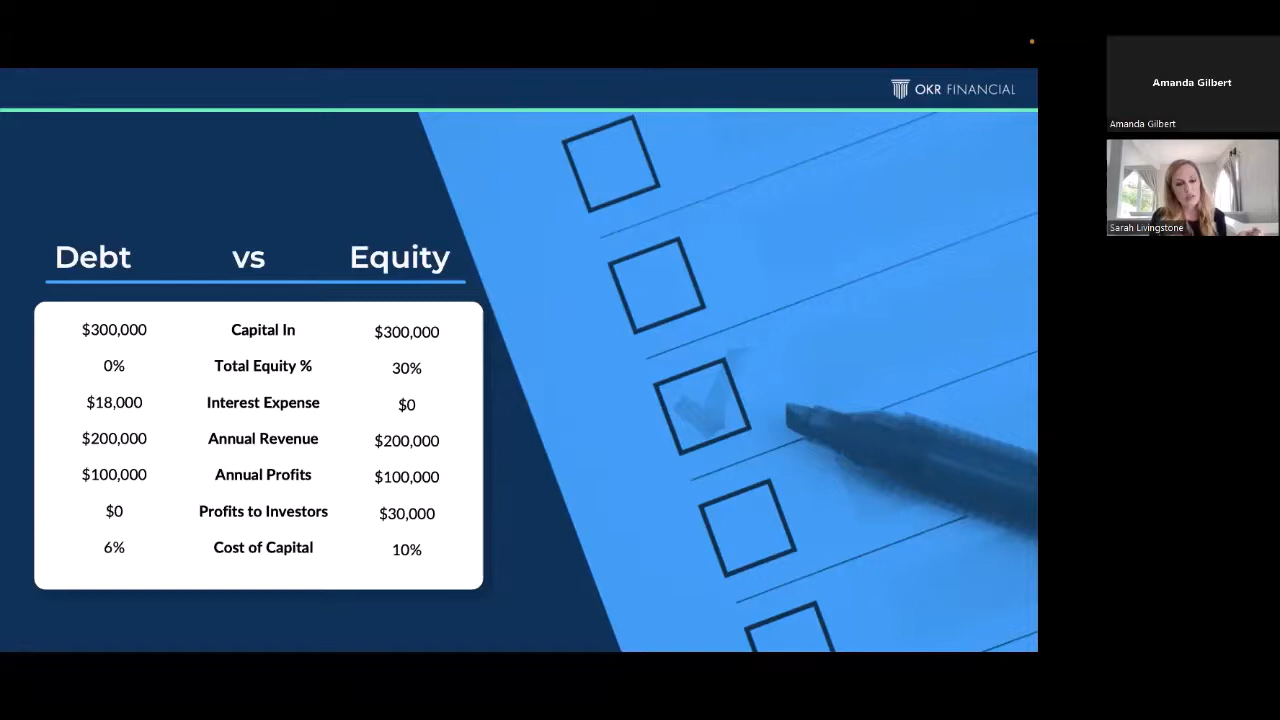 OKR FINANCIAL
Debt vs Equity
$300,000 Capital In $300,000
0% Total Equity % 30%
$18,000 Interest Expense $0
$200,000 Annual Revenue $200,000
$100,000 Annual Profits $100,000
$0 Profits to Investors $30,000
6% Cost of Capital 10%
Amanda Gilbert
Amanda Gilbert
Sarah Livingstone